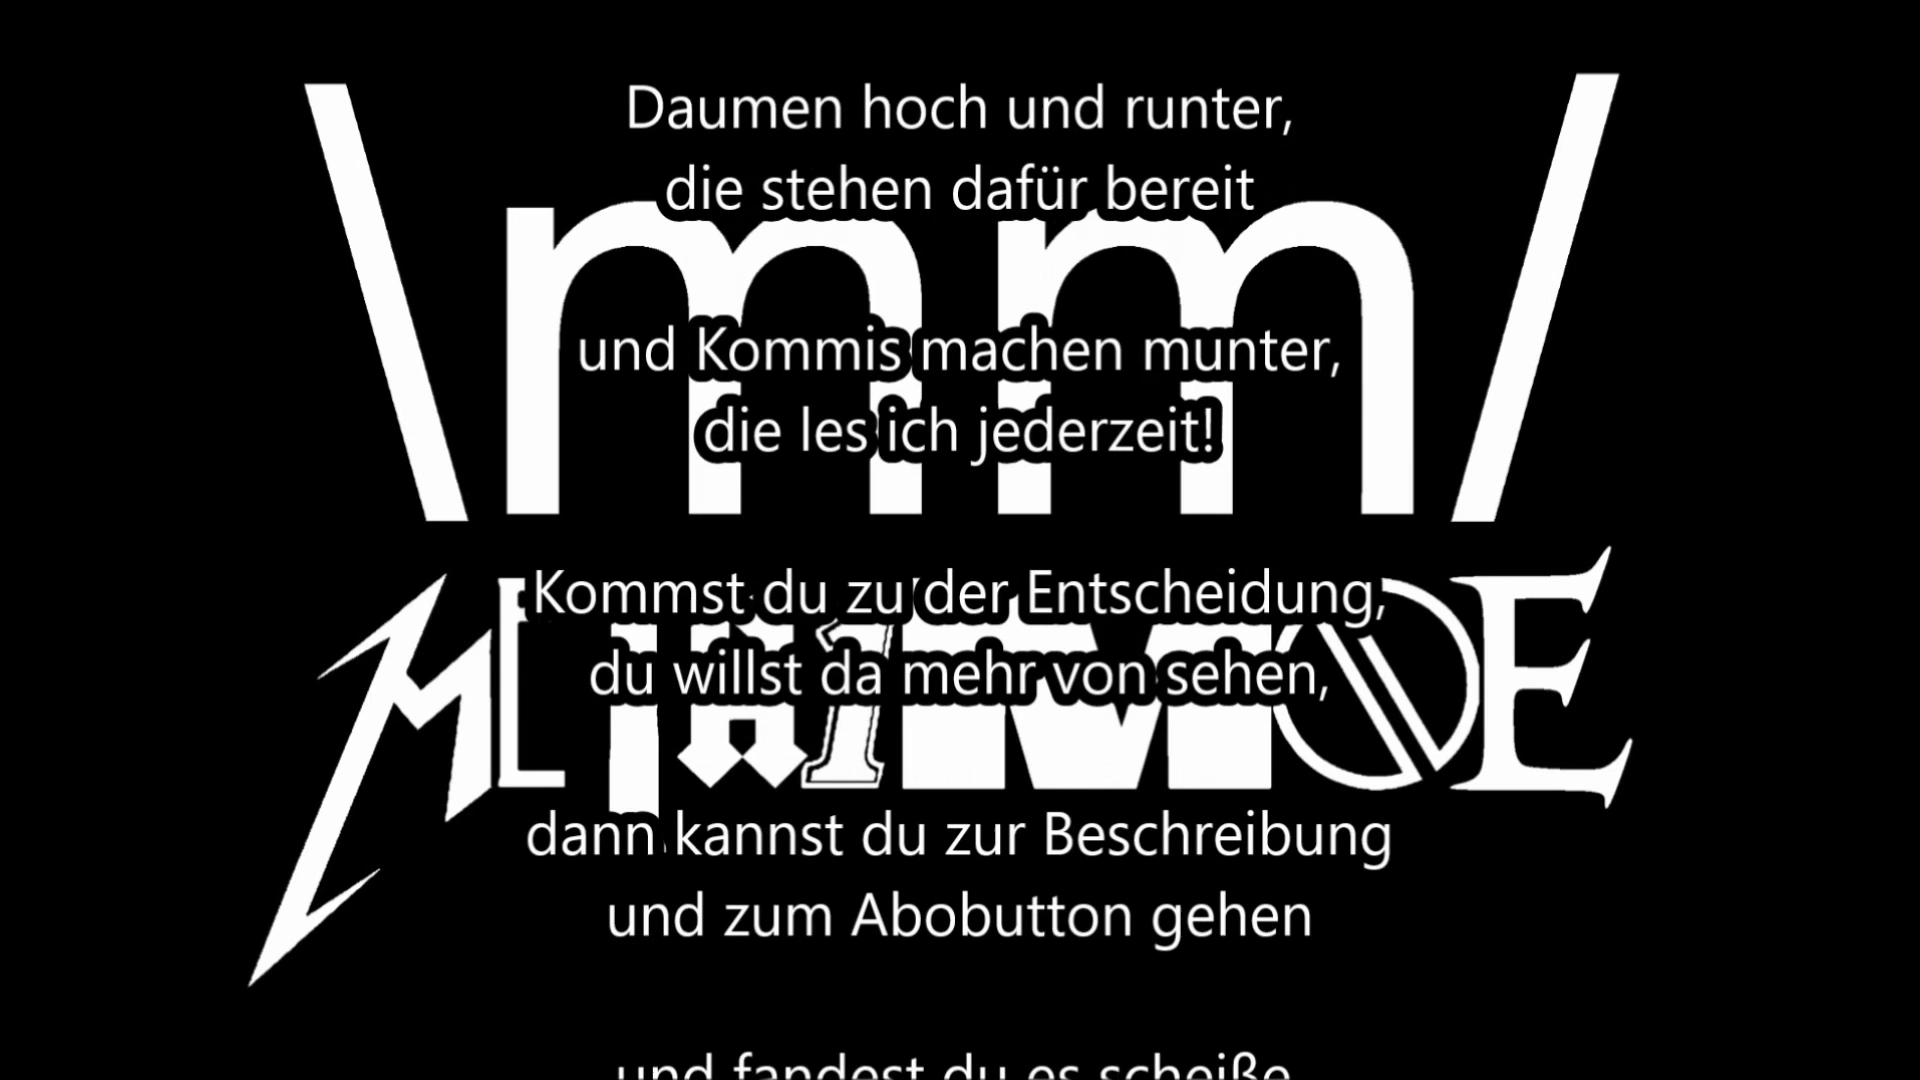 Daumen hoch und runter,
die stehen dafür bereit
\mm/
und Kommis machen munter,
die les ich jederzeit!
Kommst du zu der Entscheidung,
du willst da mehr von sehen,
dann kannst du zur Beschreibung
und zum Abobutton gehen
und fandest du es scheiße